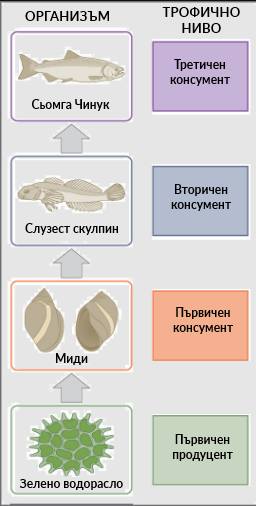 ОРГАНИЗЪМ
ТРОФИЧНО
НИВО
Сьомга Чинук
Третичен
консумент
Слузест скулпин
Вторичен
консумент
Миди
Първичен
консумент
Зелено водорасло
Първичен
продуцент